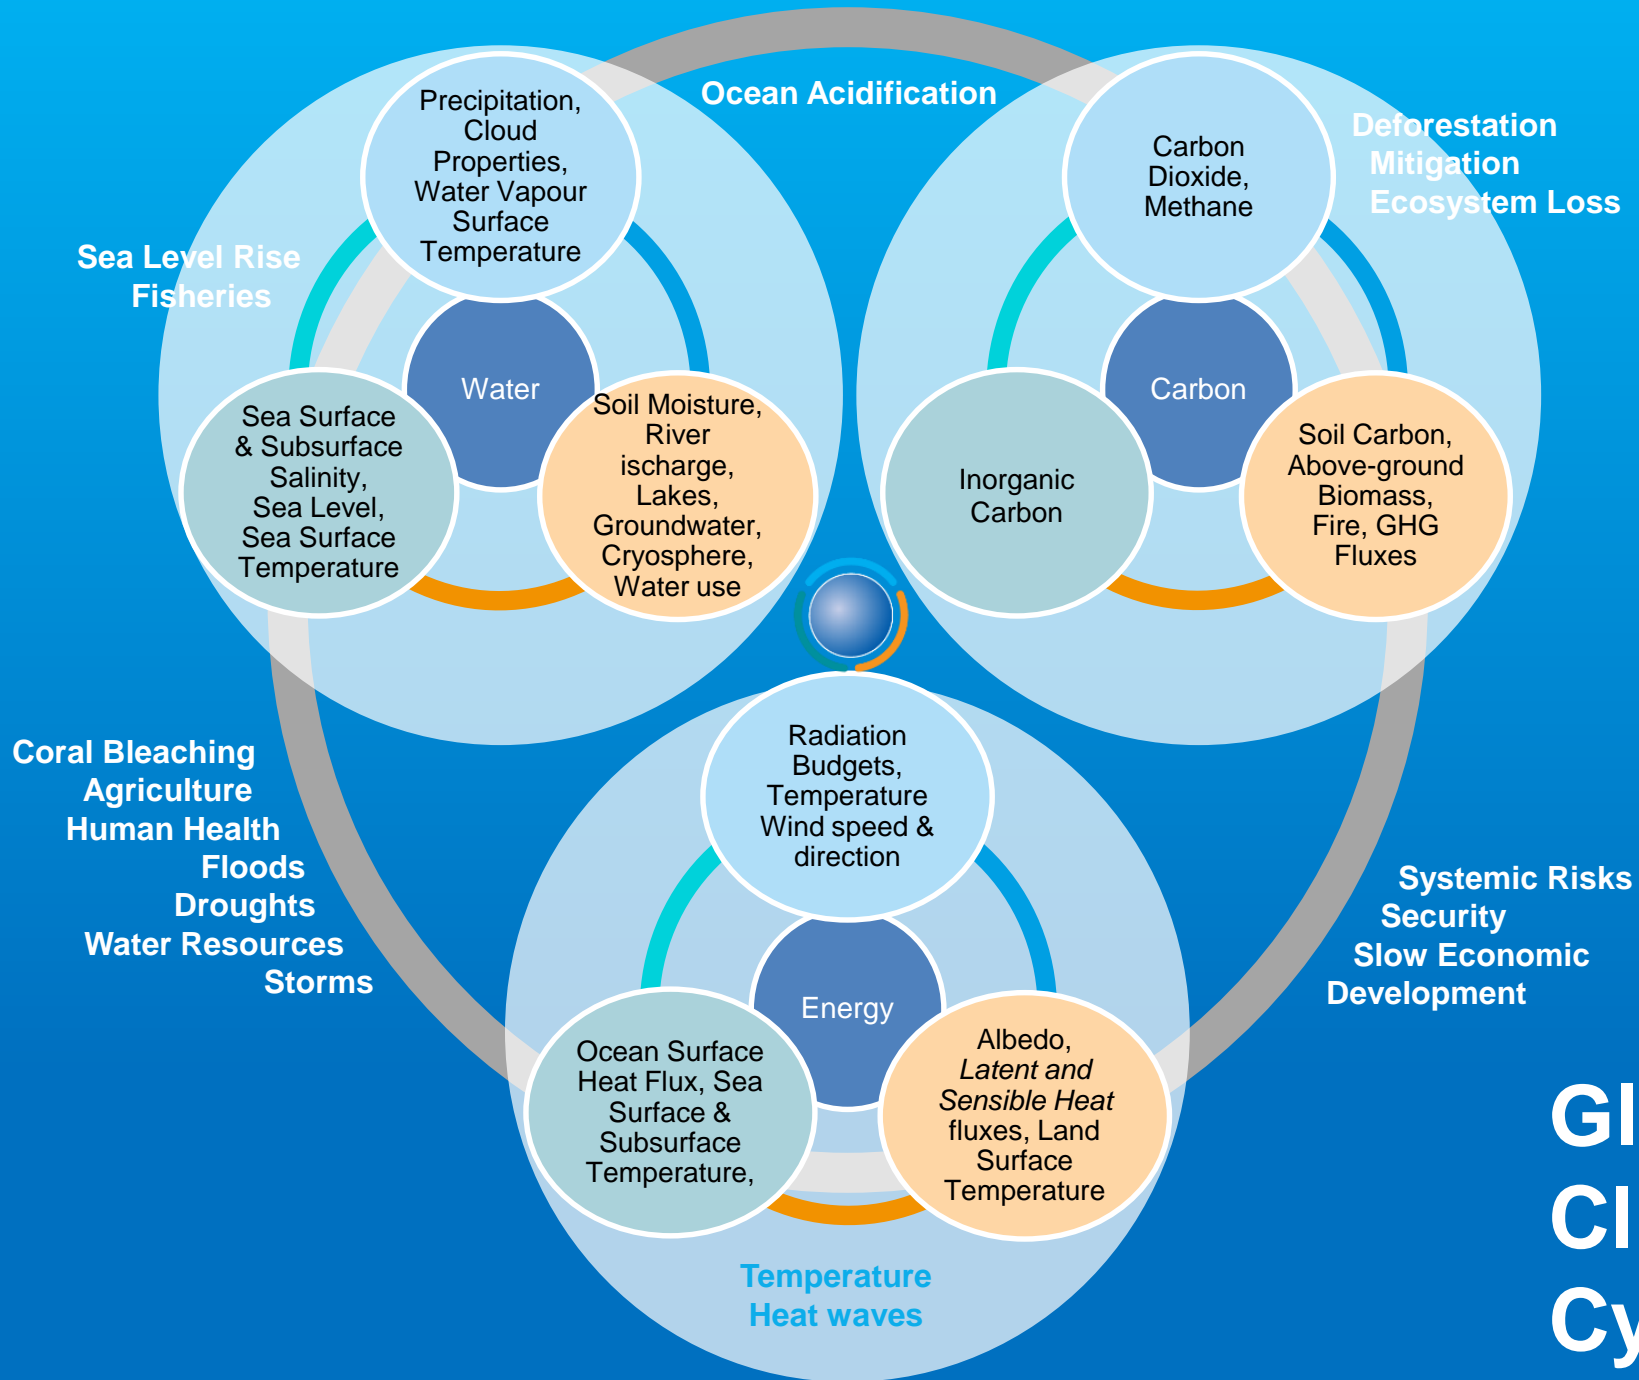 Ocean Acidification
Precipitation,
Cloud
Properties,
Water Vapour
Surface
Temperature
Sea Level Rise
Fisheries
Water
Sea Surface
& Subsurface
Salinity,
Sea Level,
Sea Surface
Temperature
Soil Moisture,
River
ischarge,
Lakes,
Groundwater,
Cryosphere,
Water use
Carbon
Dioxide,
Methane
Deforestation
Mitigation
Ecosystem Loss
Carbon
Inorganic
Carbon
Soil Carbon,
Above-ground
Biomass,
Fire, GHG
Fluxes
Coral Bleaching
Agriculture
Human Health
Floods
Droughts
Water Resources
Storms
Radiation
Budgets,
Temperature
Wind speed &
direction
Energy
Ocean Surface
Heat Flux, Sea
Surface &
Subsurface
Temperature,
Albedo,
Latent and
Sensible Heat
fluxes, Land
Surface
Temperature
Temperature
Heat waves
Systemic Risks
Security
Slow Economic
Development
Gl
Cl
Cy